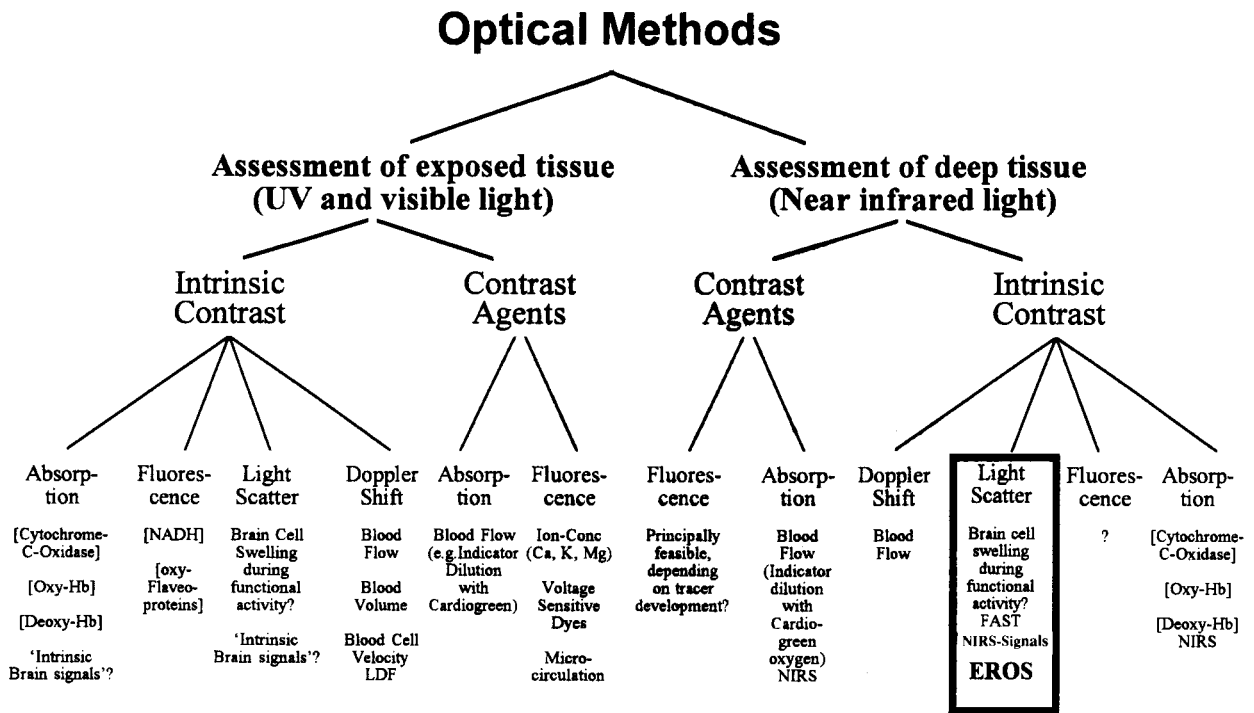 Optical Methods
Assessment of exposed tissue
(UV and visible light)
Assessment of deep tissue
(Near infrared light)
Intrinsic
Contrast
Contrast
Agents
Contrast
Agents
Intrinsic
Contrast
Absorp-
tion
[Cytochrome-
C-Oxidase]
[Oxy-Hb]
[Deoxy-Hb]
'Intrinsic
Brain signals'?
Fluores-
cence
[NADH]
[oxy-
Flaveo-
proteins]
Light
Scatter
Brain Cell
Swelling
during
functional
activity?
'Intrinsic
Brain signals'?
Doppler
Shift
Blood
Flow
Blood
Volume
Blood Cell
Velocity
LDF
Absorp-
tion
Blood Flow
(e.g.Indicator
Dilution
with
Cardiogreen)
Fluores-
cence
Ion-Conc
(Ca, K, Mg)
Voltage
Sensitive
Dyes
Micro-
circulation
Fluores-
cence
Principally
feasible,
depending
on tracer
development?
Absorp-
tion
Blood
Flow
(Indicator
dilution
with
Cardio-
green
oxygen)
NIRS
Doppler
Shift
Blood
Flow
Light
Scatter
Brain cell
swelling
during
functional
activity?
FAST
NIRS-Signals
EROS
Fluores-
cence
?
Absorp-
tion
[Cytochrome-
C-Oxidase]
[Oxy-Hb]
[Deoxy-Hb]
NIRS